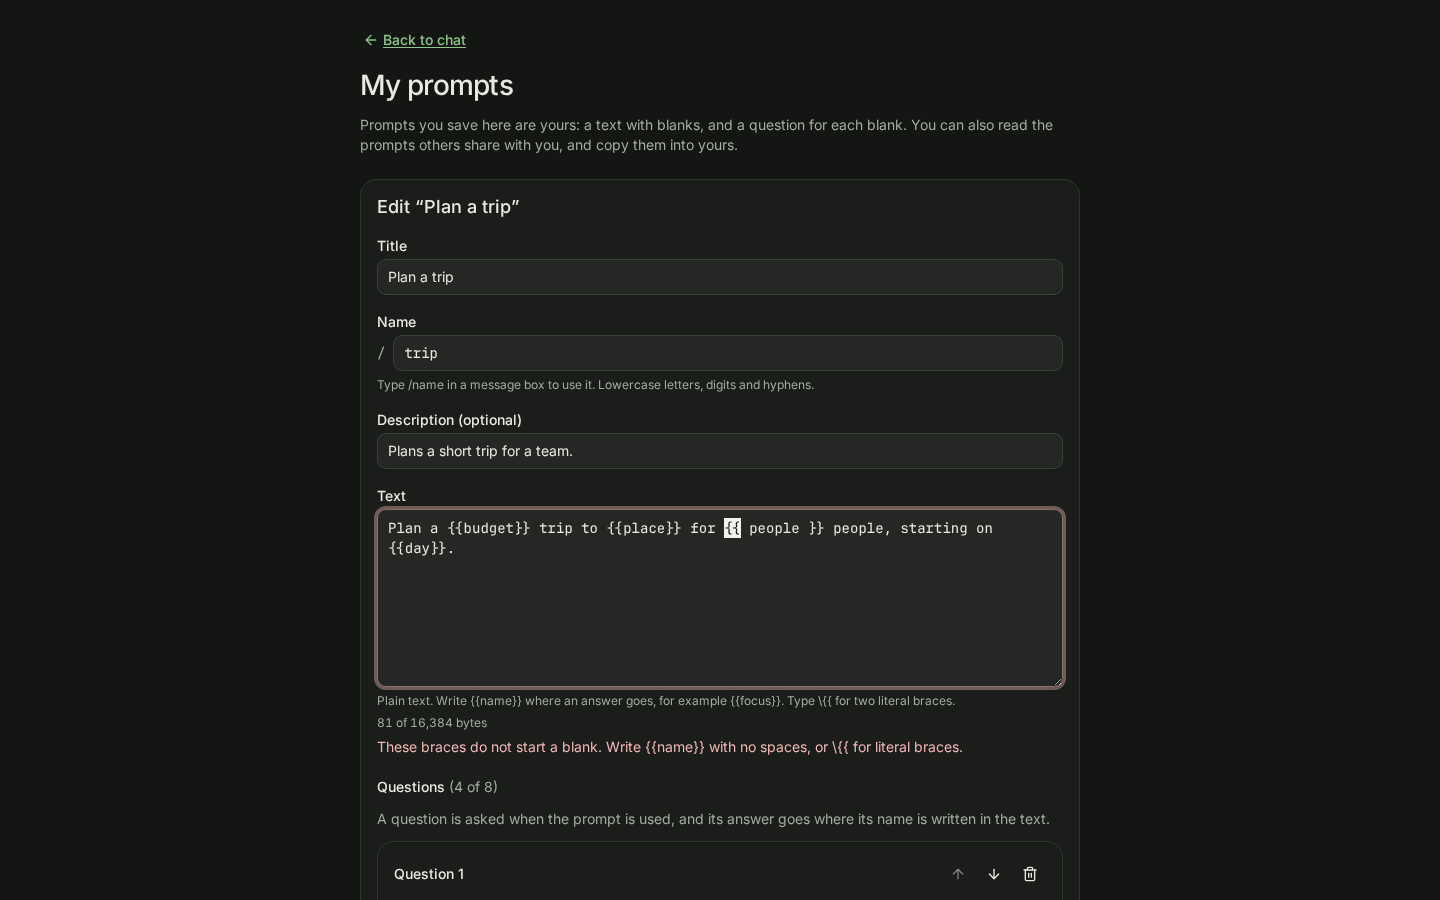 Back to chat
My prompts
Prompts you save here are yours: a text with blanks, and a question for each blank. You can also read the
prompts others share with you, and copy them into yours.
Edit “Plan a trip”
Title
Plan a trip
Name
/ trip
Type /name in a message box to use it. Lowercase letters, digits and hyphens.
Description (optional)
Plans a short trip for a team.
Text
Plan a {{budget}} trip to {{place}} for {{ people }} people, starting on
{{day}}.
Plain text. Write {{name}} where an answer goes, for example {{focus}}. Type \{{ for two literal braces.
81 of 16,384 bytes
These braces do not start a blank. Write {{name}} with no spaces, or \{{ for literal braces.
Questions (4 of 8)
A question is asked when the prompt is used, and its answer goes where its name is written in the text.
Question 1